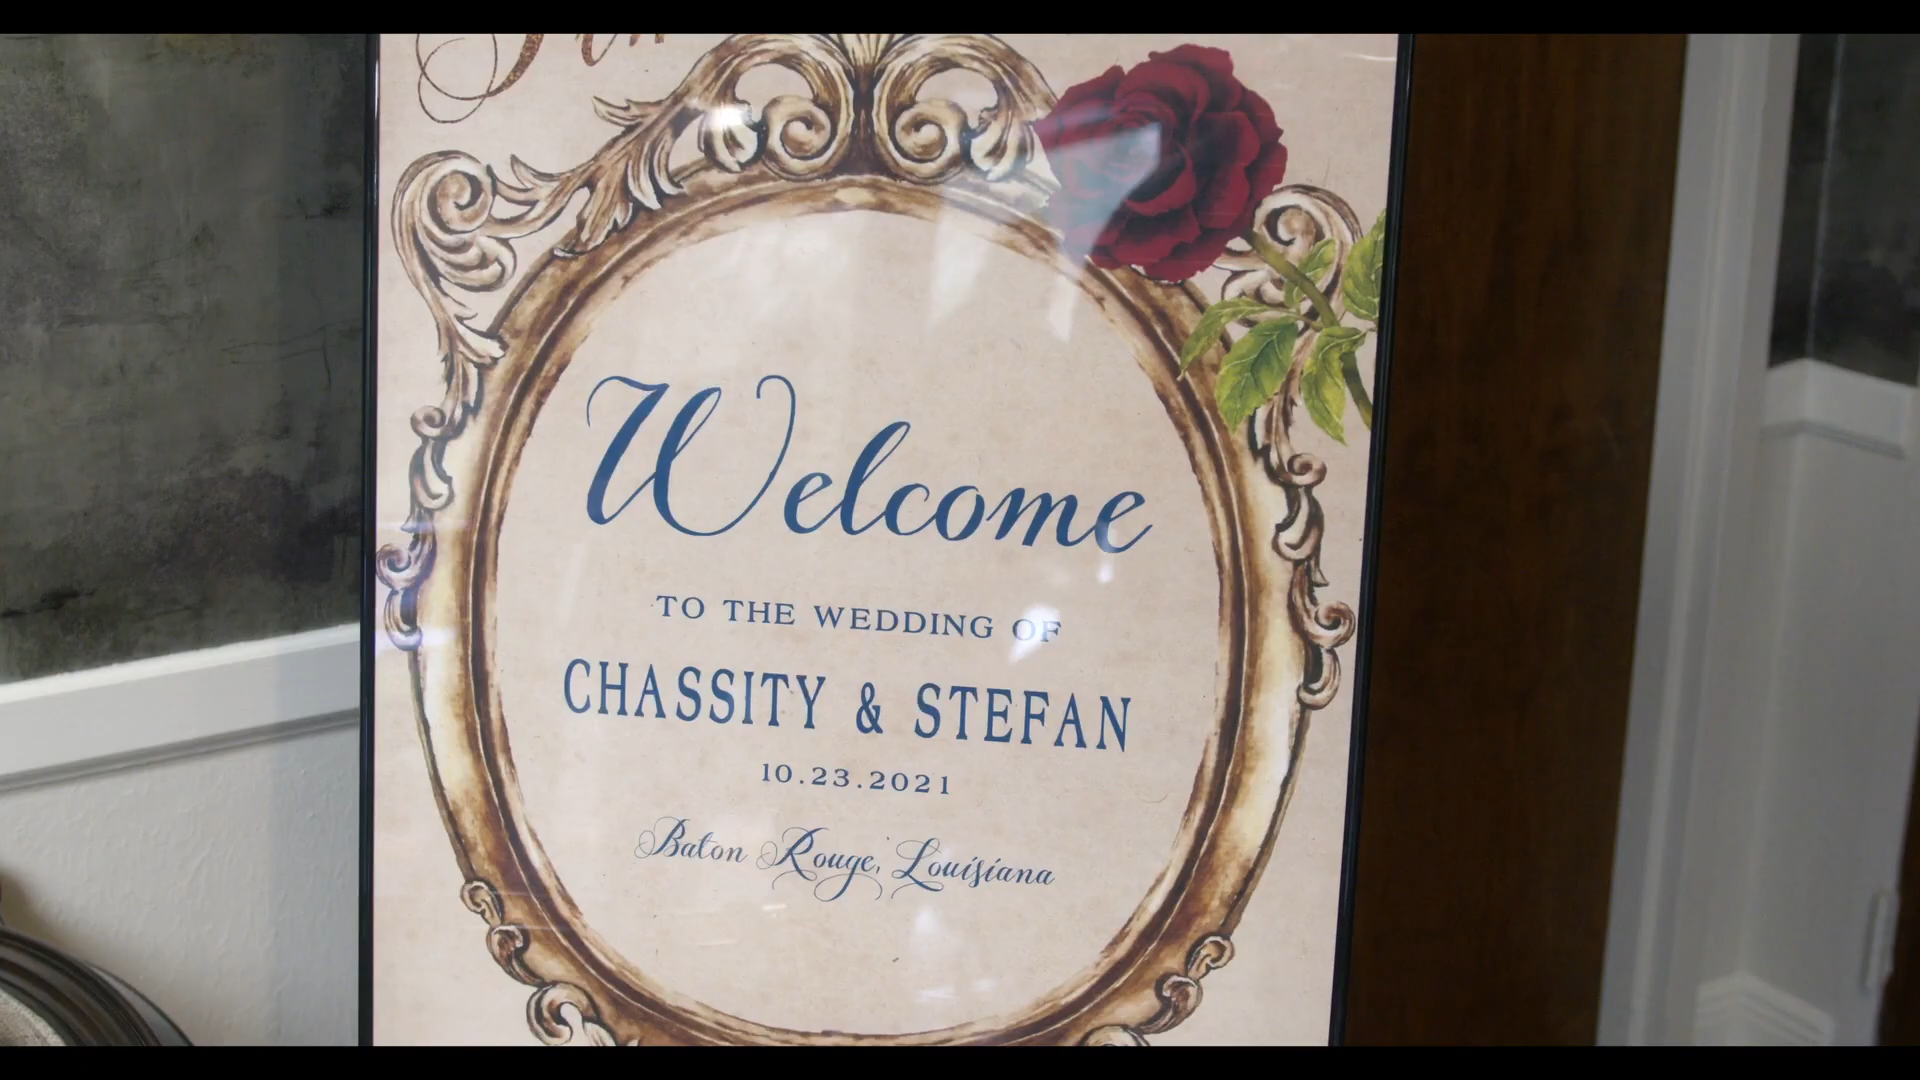 Welcome
TO THE WEDDING OF
CHASSITY & STEFAN
10.23.2021
Baton Rouge, Louisiana